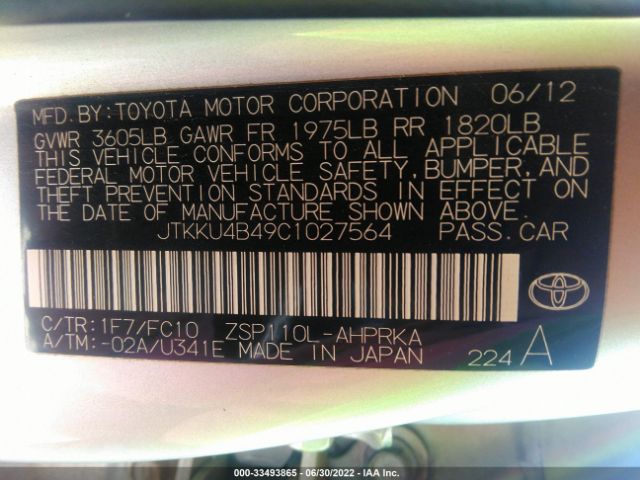 MFD.BY:TOYOTA MOTOR CORPORATION 06/12
GVWR 3605LB GAWR FR 1975LB RR 1820LB
THIS VEHICLE CONFORMS TO ALL APPLICABLE
FEDERAL MOTOR VEHICLE SAFETY,BUMPER,AND
THEFT PREVENTION STANDARDS IN EFFECT ON
THE DATE OF MANUFACTURE SHOWN ABOVE.
JTKKU4B49C1027564 PASS.CAR
C/TR:1F7/FC10 ZSP110L-AHPRKA
A/TM:-02A/U341E MADE IN JAPAN 224 A
000-33493865 - 06/30/2022 - IAA Inc.